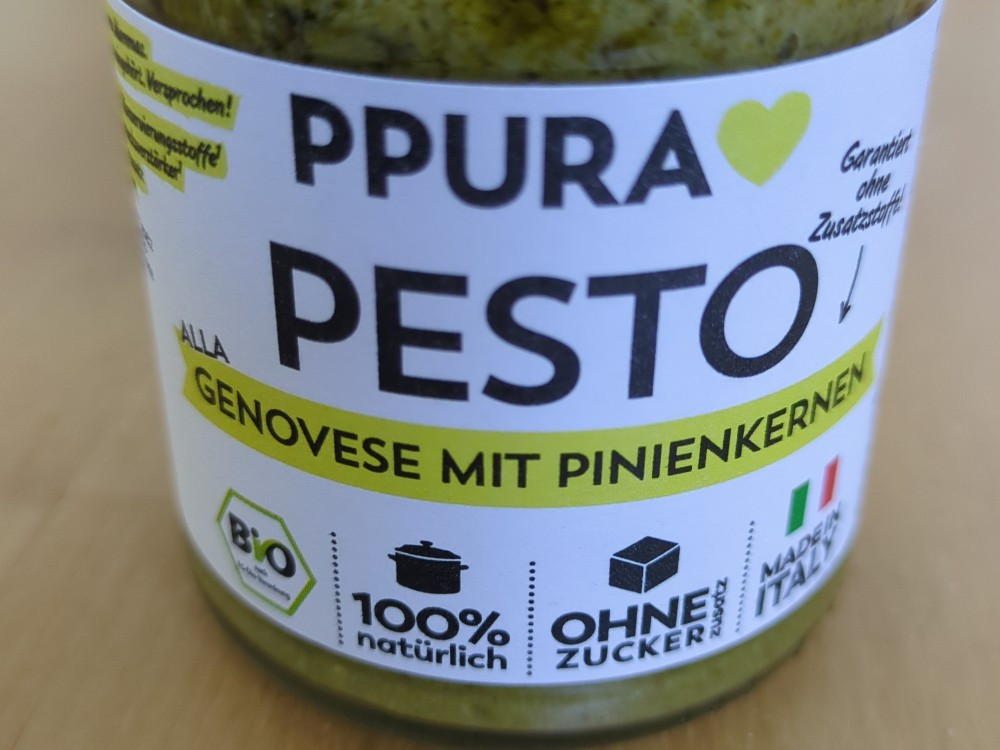 Versprochen!
PPURA
Garantiert
ohne
Zusatzstoffe!
PESTO
ALLA
GENOVESE MIT PINIENKERNEN
BiO
nach
100%
natürlich
OHNE
ZUCKER zusatz
MADE IN
ITALY